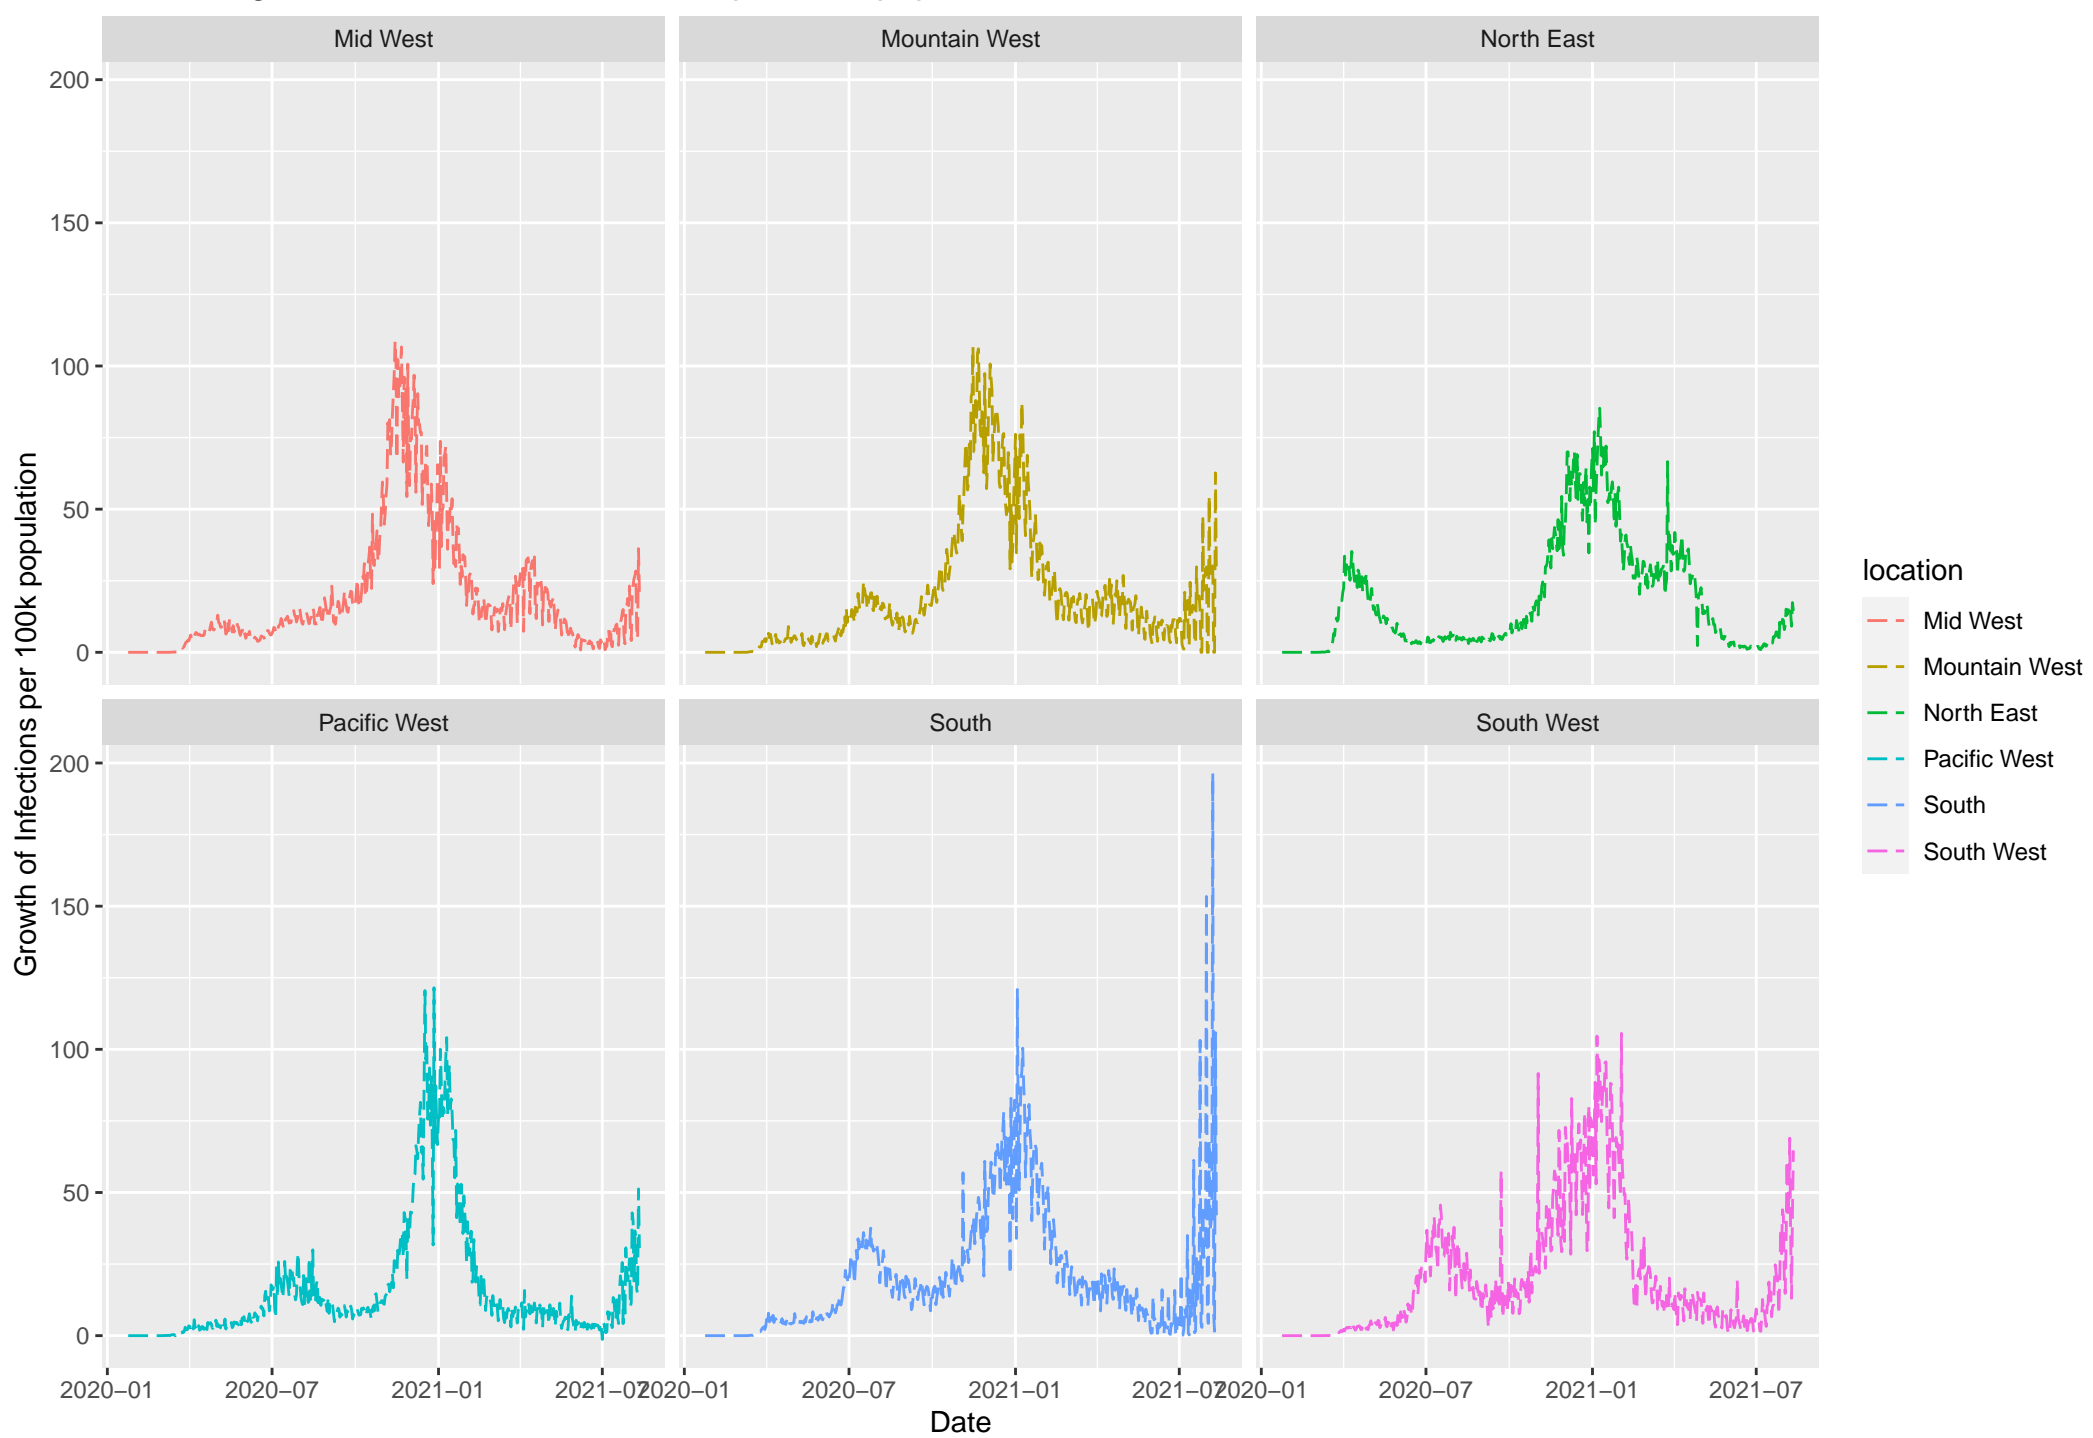 Mid West
Mountain West
North East
200
150
100
50
0
Pacific West
South
South West
200
150
100
50
0
2020–01
2020–07
2021–01
2021–07
2020–01
2020–07
2021–01
2021–07
2020–01
2020–07
2021–01
2021–07
Date
Growth of Infections per 100k population
location
Mid West
Mountain West
North East
Pacific West
South
South West